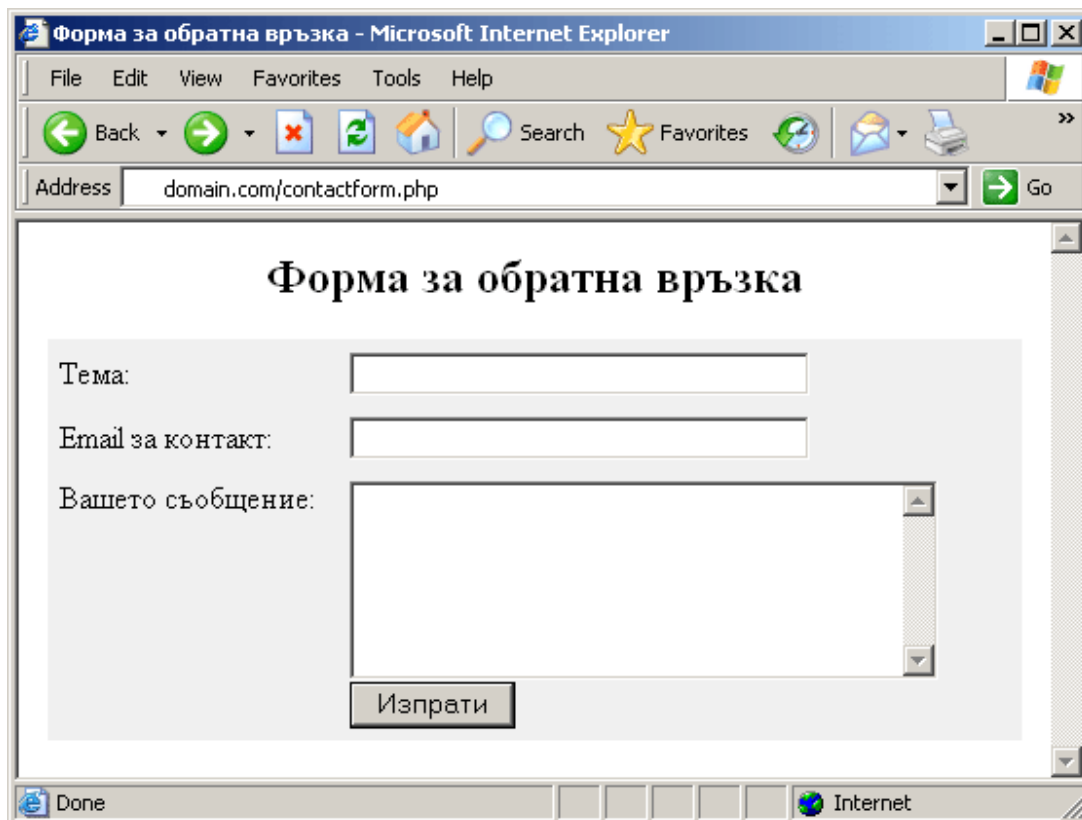 Форма за обратна връзка - Microsoft Internet Explorer
File Edit View Favorites Tools Help
Back Search Favorites »
Address domain.com/contactform.php Go
Форма за обратна връзка
Тема:
Email за контакт:
Вашето съобщение:
Изпрати
Done Internet